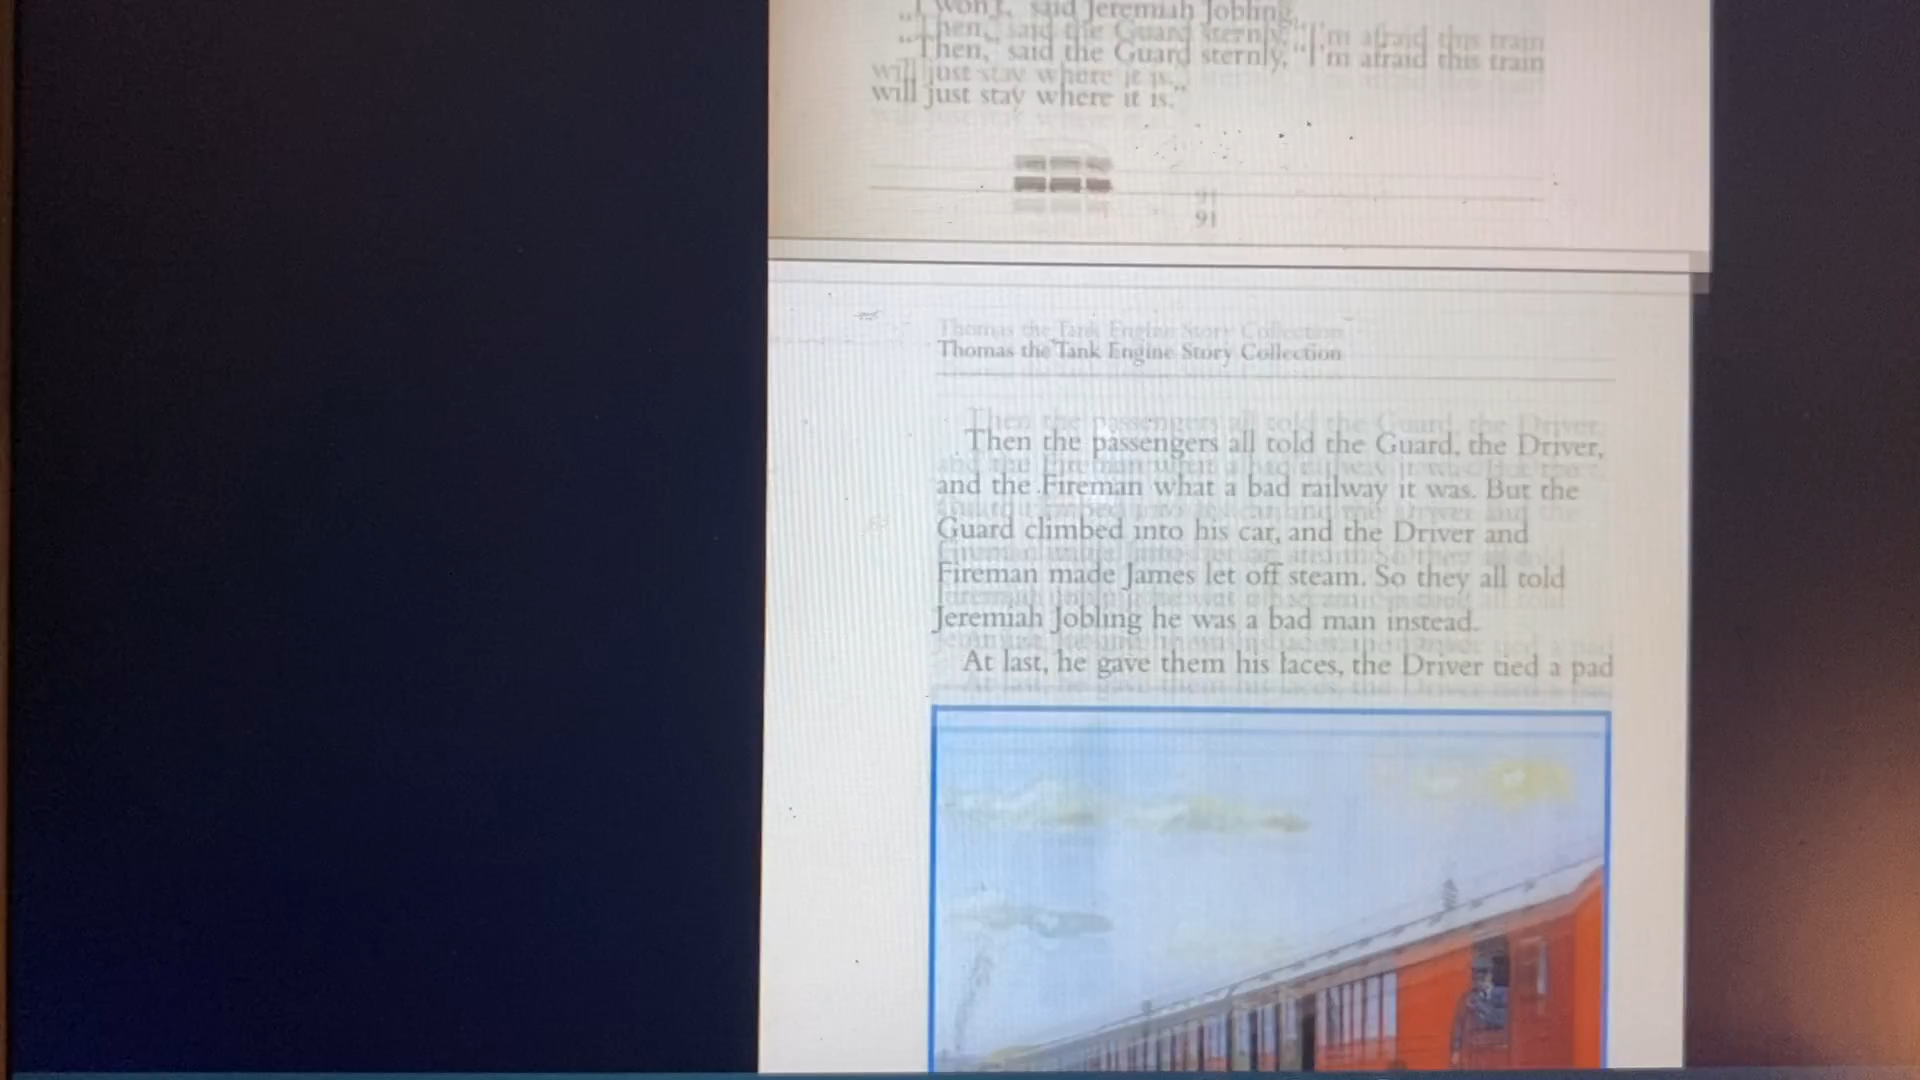 "I won't," said Jeremiah Jobling.
"Then," said the Guard sternly, "I'm afraid this train
will just stay where it is."
91
Thomas the Tank Engine Story Collection
Then the passengers all told the Guard, the Driver,
and the Fireman what a bad railway it was. But the
Guard climbed into his car, and the Driver and
Fireman made James let off steam. So they all told
Jeremiah Jobling he was a bad man instead.
At last, he gave them his laces, the Driver tied a pad